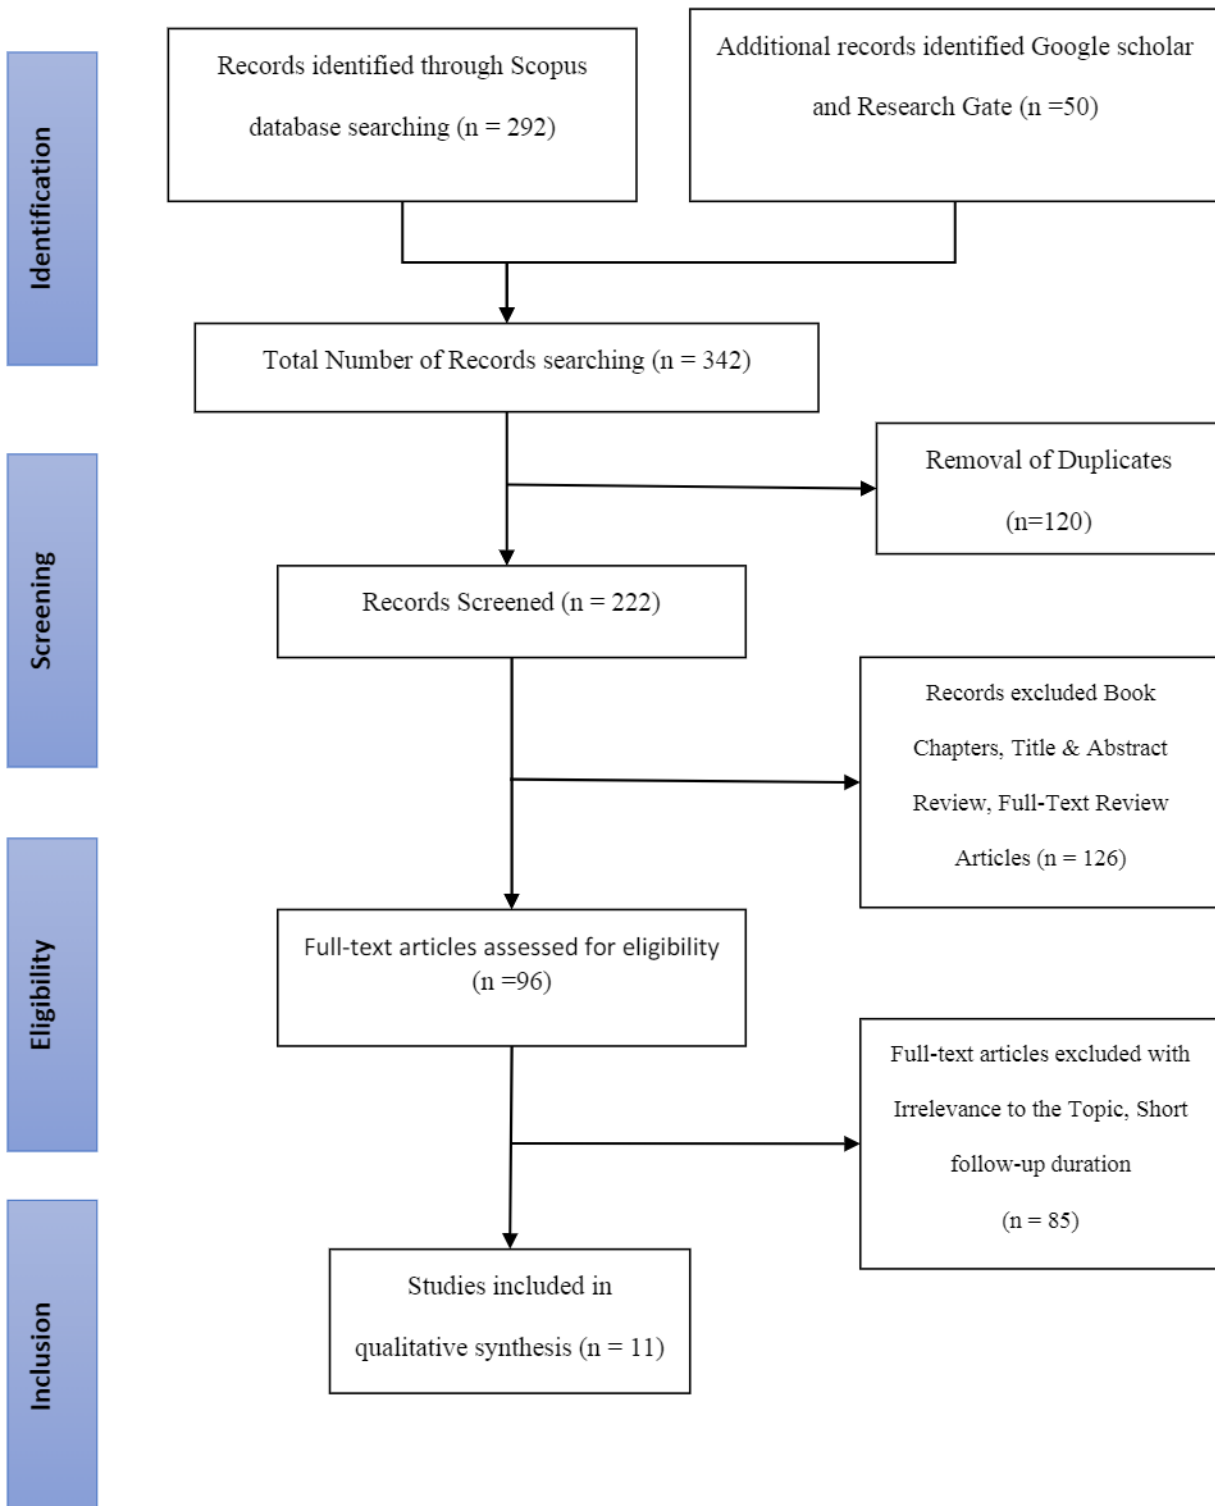 Identification
Records identified through Scopus
database searching (n = 292)
Additional records identified Google scholar
and Research Gate (n =50)
Total Number of Records searching (n = 342)
Screening
Removal of Duplicates
(n=120)
Records Screened (n = 222)
Records excluded Book
Chapters, Title & Abstract
Review, Full-Text Review
Articles (n = 126)
Eligibility
Full-text articles assessed for eligibility
(n =96)
Full-text articles excluded with
Irrelevance to the Topic, Short
follow-up duration
(n = 85)
Inclusion
Studies included in
qualitative synthesis (n = 11)